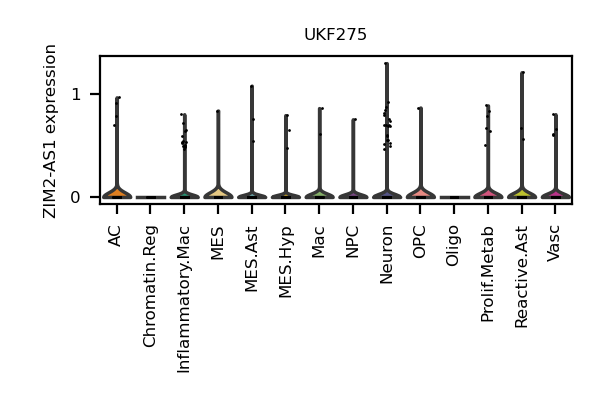 UKF275
ZIM2-AS1 expression
1
0
AC
Chromatin.Reg
Inflammatory.Mac
MES
MES.Ast
MES.Hyp
Mac
NPC
Neuron
OPC
Oligo
Prolif.Metab
Reactive.Ast
Vasc